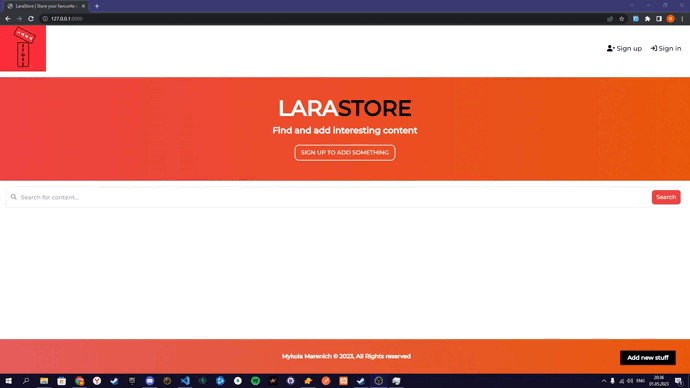 LaraStore | Store your favourite
127.0.0.1:8000
Sign up
Sign in
LARASTORE
Find and add interesting content
SIGN UP TO ADD SOMETHING
Search for content...
Search
Mykola Marenich © 2023, All Rights reserved
Add new stuff
ENG
20:36
01.05.2023